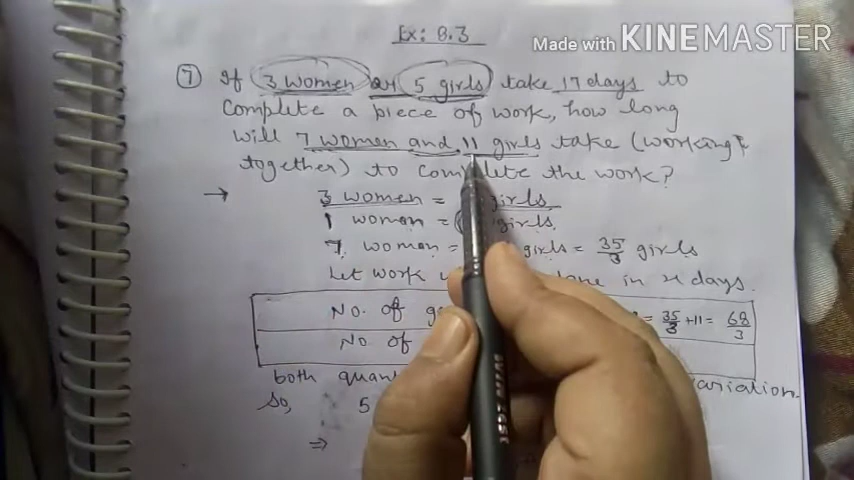 Ex: 8.3
Made with KINEMASTER
7 If 3 women or 5 girls take 17 days to
complete a piece of work, how long
will 7 women and 11 girls take (working
together) to complete the work?
→ 3 women = girls
1 woman = girls.
7 women = girls = 35/3 girls
Let work done in x days.
No. of = 35/3 +11 = 68/3
No of
both variation.
So, 5
⇒